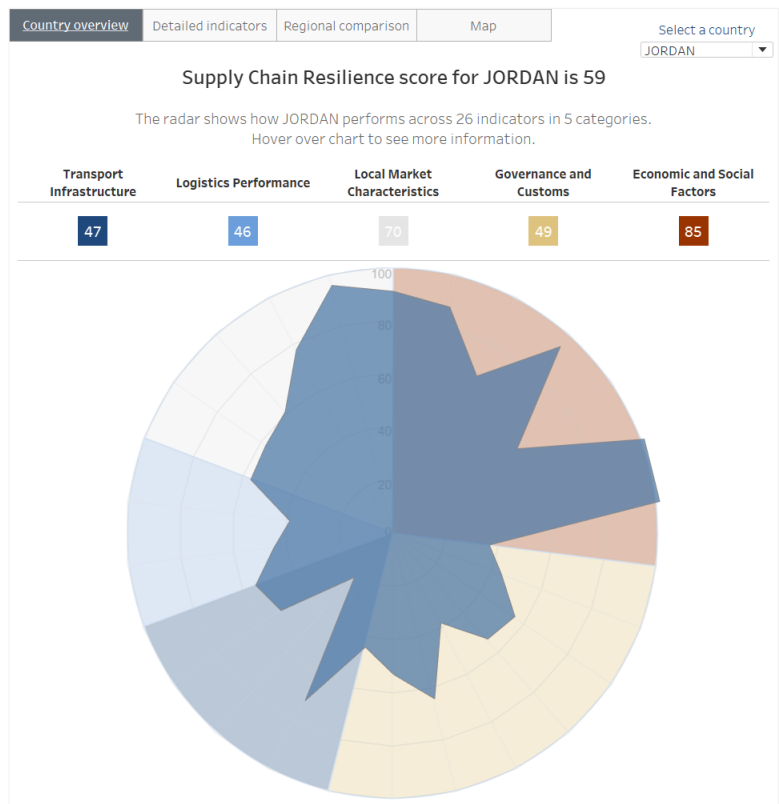 Country overview
Detailed indicators
Regional comparison
Map
Select a country
JORDAN
Supply Chain Resilience score for JORDAN is 59
The radar shows how JORDAN performs across 26 indicators in 5 categories.
Hover over chart to see more information.
Transport
Infrastructure
Logistics Performance
Local Market
Characteristics
Governance and
Customs
Economic and Social
Factors
47
46
70
49
85
100
80
60
40
20
0